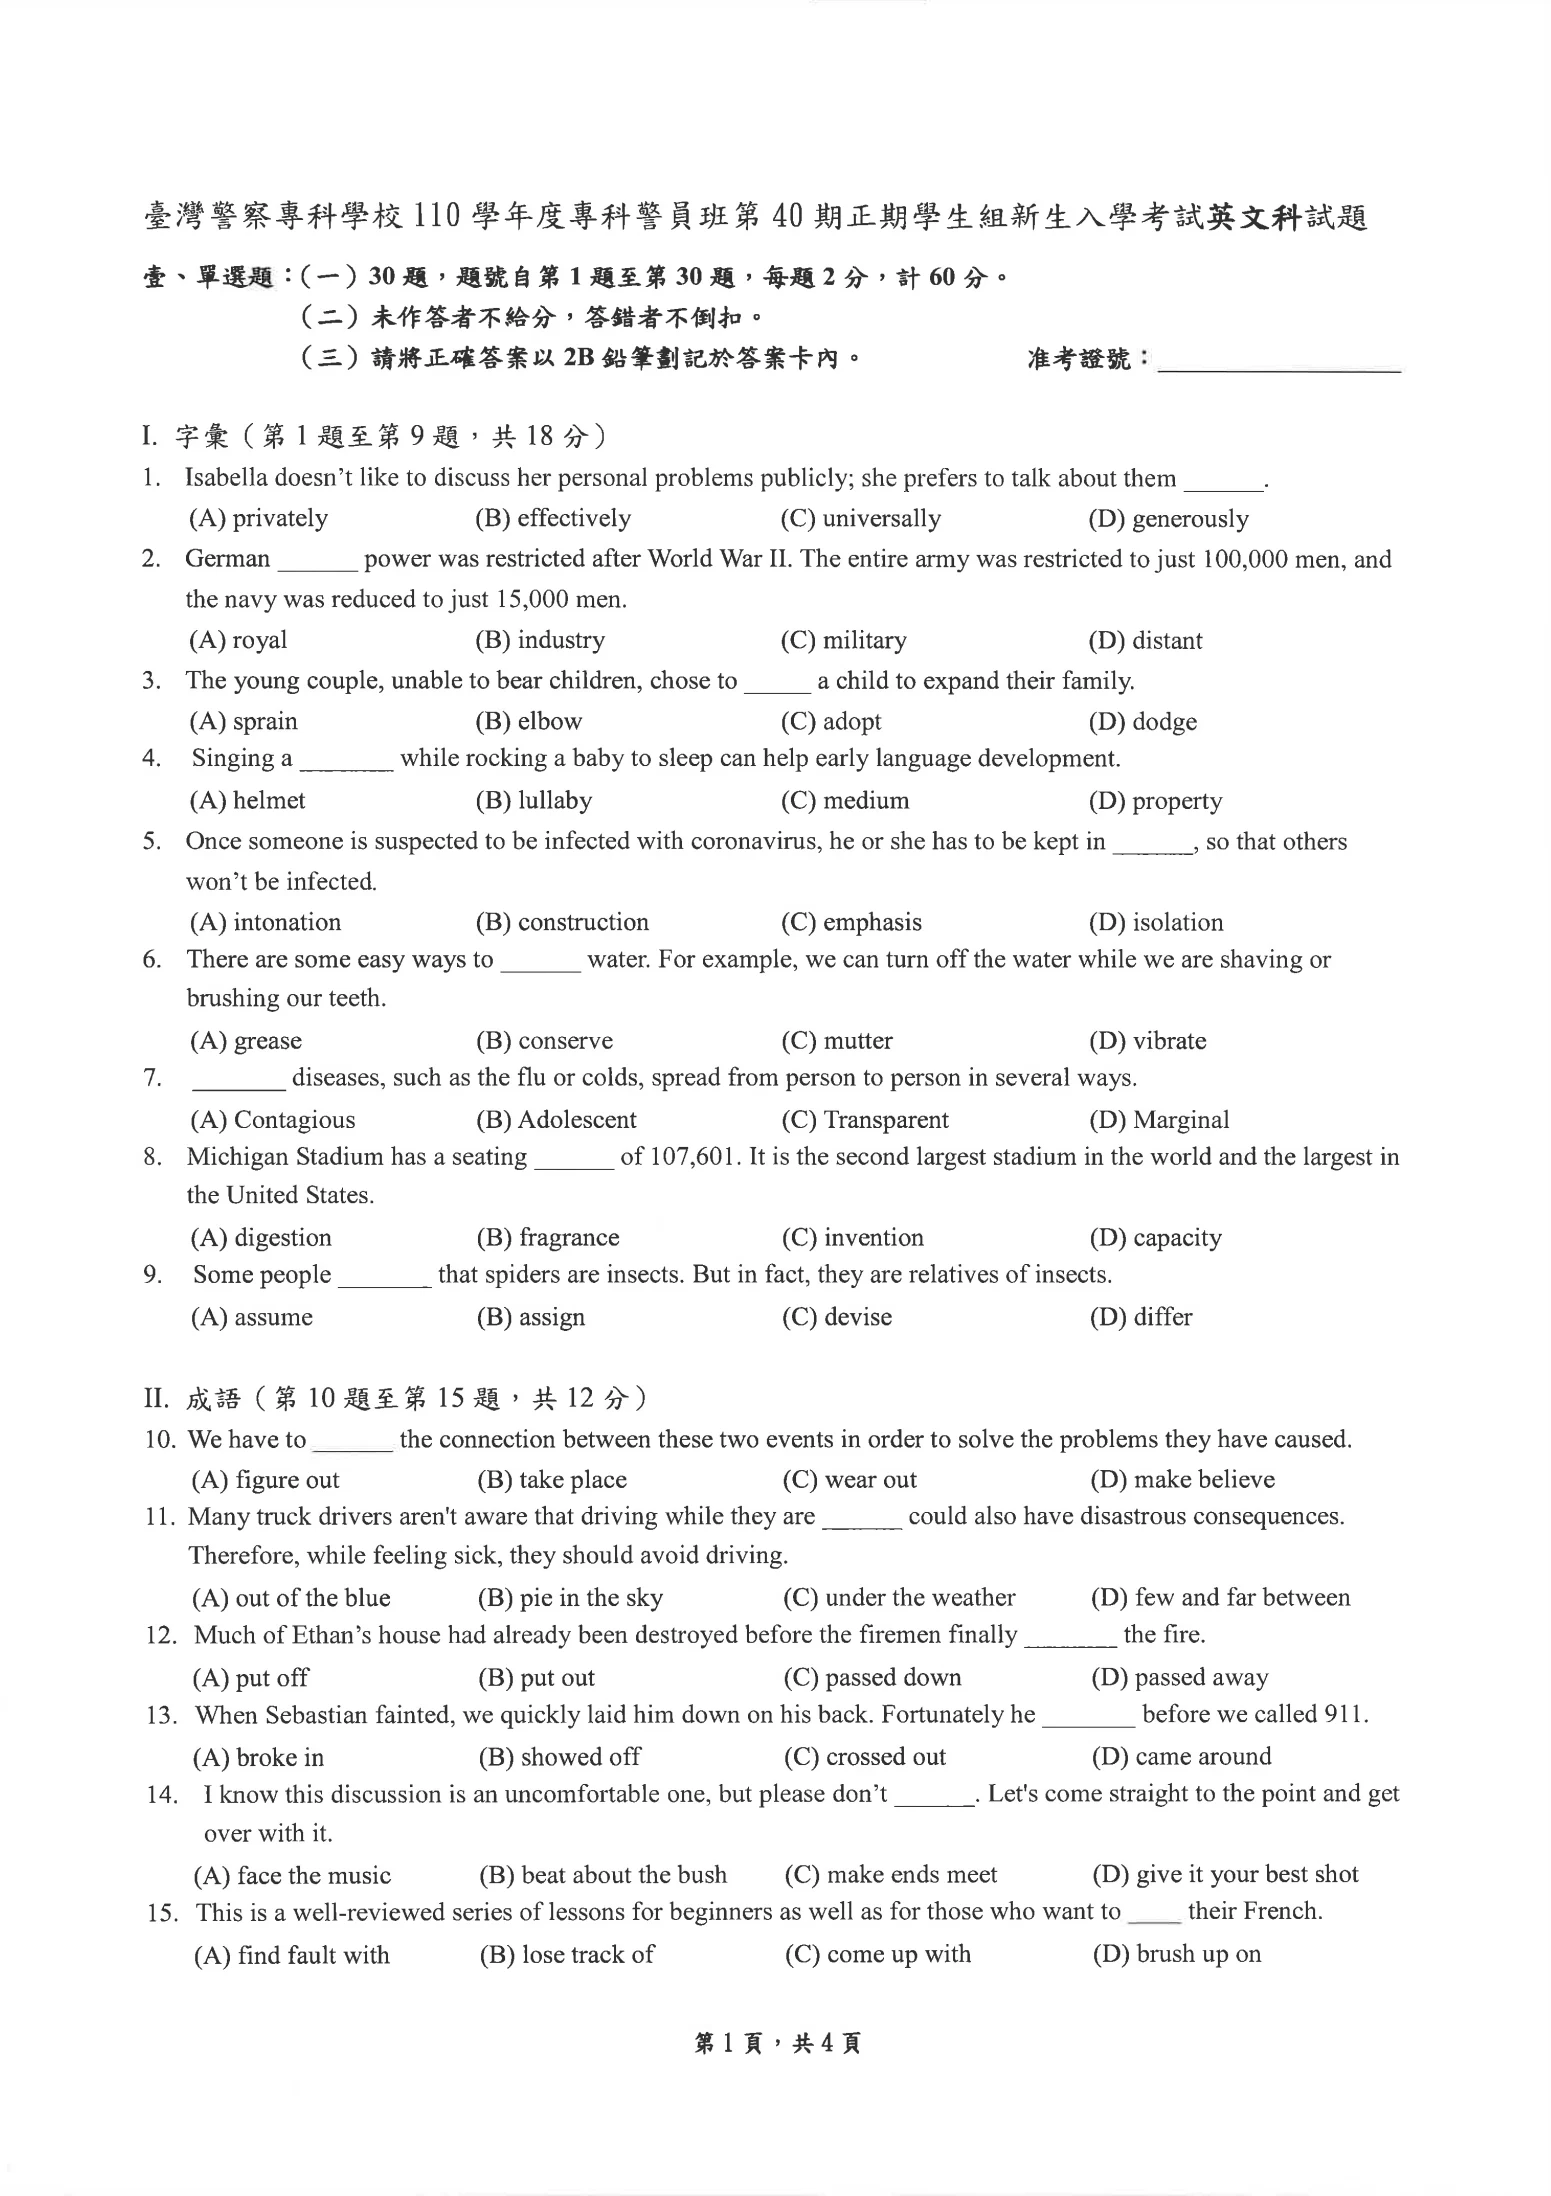 臺灣警察專科學校 110 學年度專科警員班第 40 期正期學生組新生入學考試英文科試題
壹、單選題：(一) 30 題，題號自第 1 題至第 30 題，每題 2 分，計 60 分。
(二) 未作答者不給分，答錯者不倒扣。
(三) 請將正確答案以 2B 鉛筆劃記於答案卡內。 准考證號：________________
I. 字彙（第 1 題至第 9 題，共 18 分）
1. Isabella doesn’t like to discuss her personal problems publicly; she prefers to talk about them ______.
(A) privately (B) effectively (C) universally (D) generously
2. German ______ power was restricted after World War II. The entire army was restricted to just 100,000 men, and
the navy was reduced to just 15,000 men.
(A) royal (B) industry (C) military (D) distant
3. The young couple, unable to bear children, chose to _____ a child to expand their family.
(A) sprain (B) elbow (C) adopt (D) dodge
4. Singing a _______ while rocking a baby to sleep can help early language development.
(A) helmet (B) lullaby (C) medium (D) property
5. Once someone is suspected to be infected with coronavirus, he or she has to be kept in ______, so that others
won’t be infected.
(A) intonation (B) construction (C) emphasis (D) isolation
6. There are some easy ways to ______ water. For example, we can turn off the water while we are shaving or
brushing our teeth.
(A) grease (B) conserve (C) mutter (D) vibrate
7. _______ diseases, such as the flu or colds, spread from person to person in several ways.
(A) Contagious (B) Adolescent (C) Transparent (D) Marginal
8. Michigan Stadium has a seating ______ of 107,601. It is the second largest stadium in the world and the largest in
the United States.
(A) digestion (B) fragrance (C) invention (D) capacity
9. Some people _______ that spiders are insects. But in fact, they are relatives of insects.
(A) assume (B) assign (C) devise (D) differ
II. 成語（第 10 題至第 15 題，共 12 分）
10. We have to ______ the connection between these two events in order to solve the problems they have caused.
(A) figure out (B) take place (C) wear out (D) make believe
11. Many truck drivers aren't aware that driving while they are ______ could also have disastrous consequences.
Therefore, while feeling sick, they should avoid driving.
(A) out of the blue (B) pie in the sky (C) under the weather (D) few and far between
12. Much of Ethan’s house had already been destroyed before the firemen finally _______ the fire.
(A) put off (B) put out (C) passed down (D) passed away
13. When Sebastian fainted, we quickly laid him down on his back. Fortunately he _______ before we called 911.
(A) broke in (B) showed off (C) crossed out (D) came around
14. I know this discussion is an uncomfortable one, but please don’t ______. Let's come straight to the point and get
over with it.
(A) face the music (B) beat about the bush (C) make ends meet (D) give it your best shot
15. This is a well-reviewed series of lessons for beginners as well as for those who want to ____ their French.
(A) find fault with (B) lose track of (C) come up with (D) brush up on
第 1 頁，共 4 頁